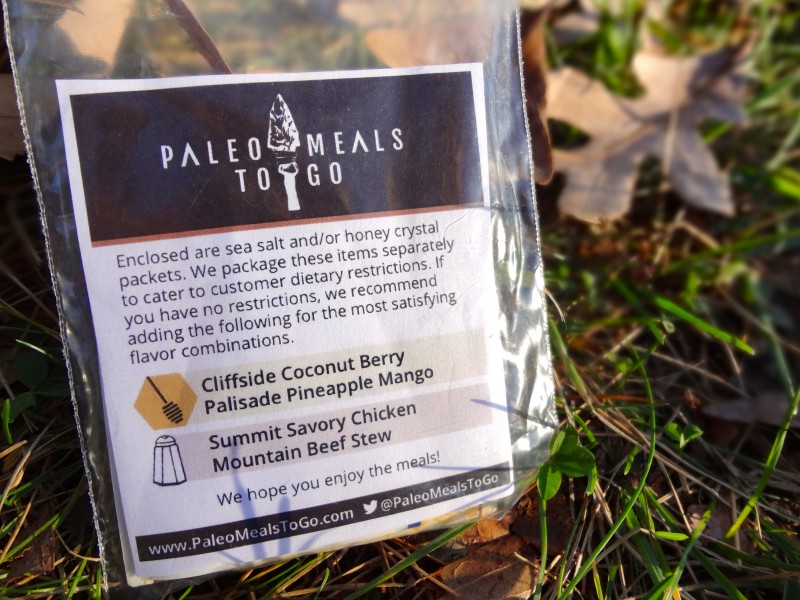 PALEO MEALS
TO GO
Enclosed are sea salt and/or honey crystal
packets. We package these items separately
to cater to customer dietary restrictions. If
you have no restrictions, we recommend
adding the following for the most satisfying
flavor combinations.
Cliffside Coconut Berry
Palisade Pineapple Mango
Summit Savory Chicken
Mountain Beef Stew
We hope you enjoy the meals!
www.PaleoMealsToGo.com @PaleoMealsToGo